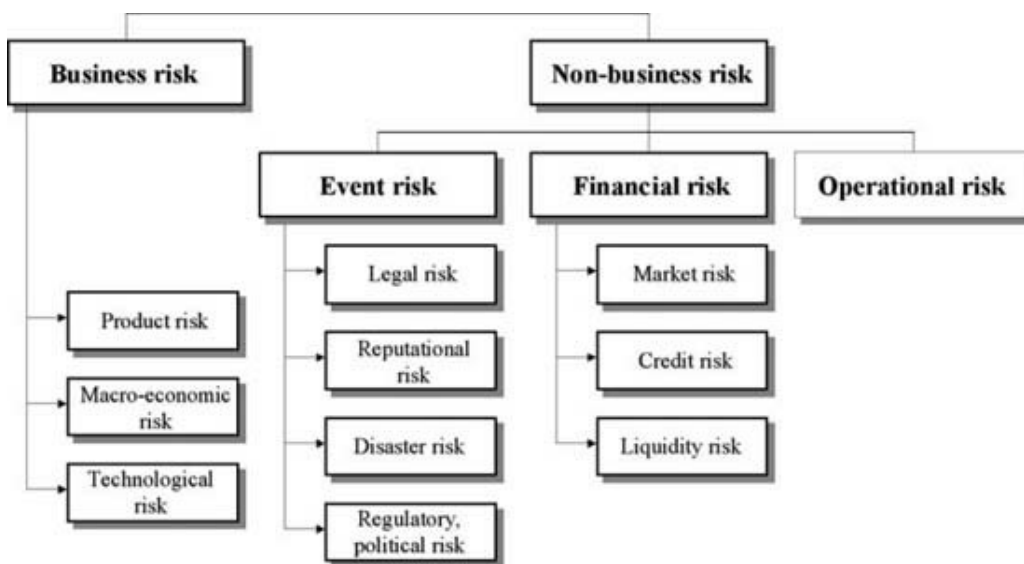 Business risk
Non-business risk
Event risk
Financial risk
Operational risk
Legal risk
Market risk
Product risk
Reputational
risk
Credit risk
Macro-economic
risk
Disaster risk
Liquidity risk
Technological
risk
Regulatory,
political risk